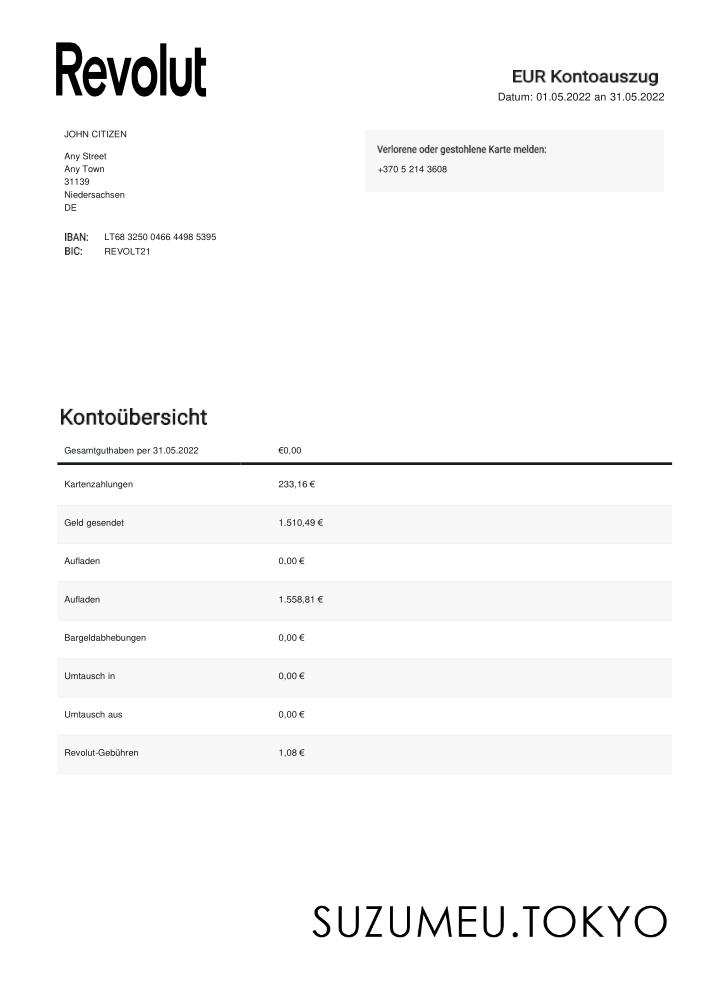 Revolut
EUR Kontoauszug
Datum: 01.05.2022 an 31.05.2022
JOHN CITIZEN
Any Street
Any Town
31139
Niedersachsen
DE
Verlorene oder gestohlene Karte melden:
+370 5 214 3608
IBAN: LT68 3250 0466 4498 5395
BIC: REVOLT21
Kontoübersicht
Gesamtguthaben per 31.05.2022 €0,00
Kartenzahlungen 233,16 €
Geld gesendet 1.510,49 €
Aufladen 0,00 €
Aufladen 1.558,81 €
Bargeldabhebungen 0,00 €
Umtausch in 0,00 €
Umtausch aus 0,00 €
Revolut-Gebühren 1,08 €
SUZUMEU.TOKYO